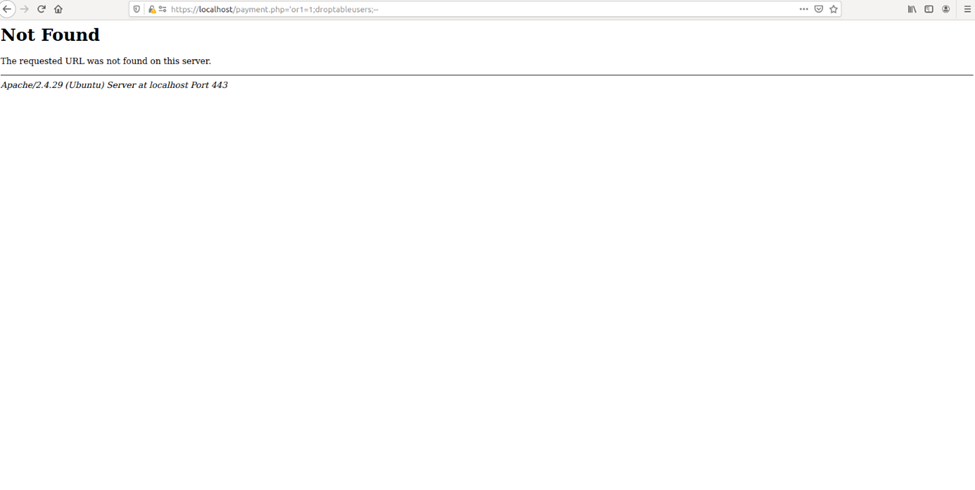 https://localhost/payment.php='or1=1;droptableusers;--
Not Found
The requested URL was not found on this server.
Apache/2.4.29 (Ubuntu) Server at localhost Port 443